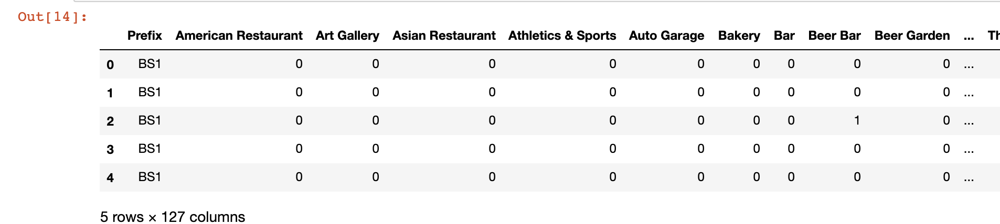 Out[14]:
Prefix American Restaurant Art Gallery Asian Restaurant Athletics & Sports Auto Garage Bakery Bar Beer Bar Beer Garden ...
0 BS1 0 0 0 0 0 0 0 0 0 ...
1 BS1 0 0 0 0 0 0 0 0 0 ...
2 BS1 0 0 0 0 0 0 0 1 0 ...
3 BS1 0 0 0 0 0 0 0 0 0 ...
4 BS1 0 0 0 0 0 0 0 0 0 ...
5 rows × 127 columns